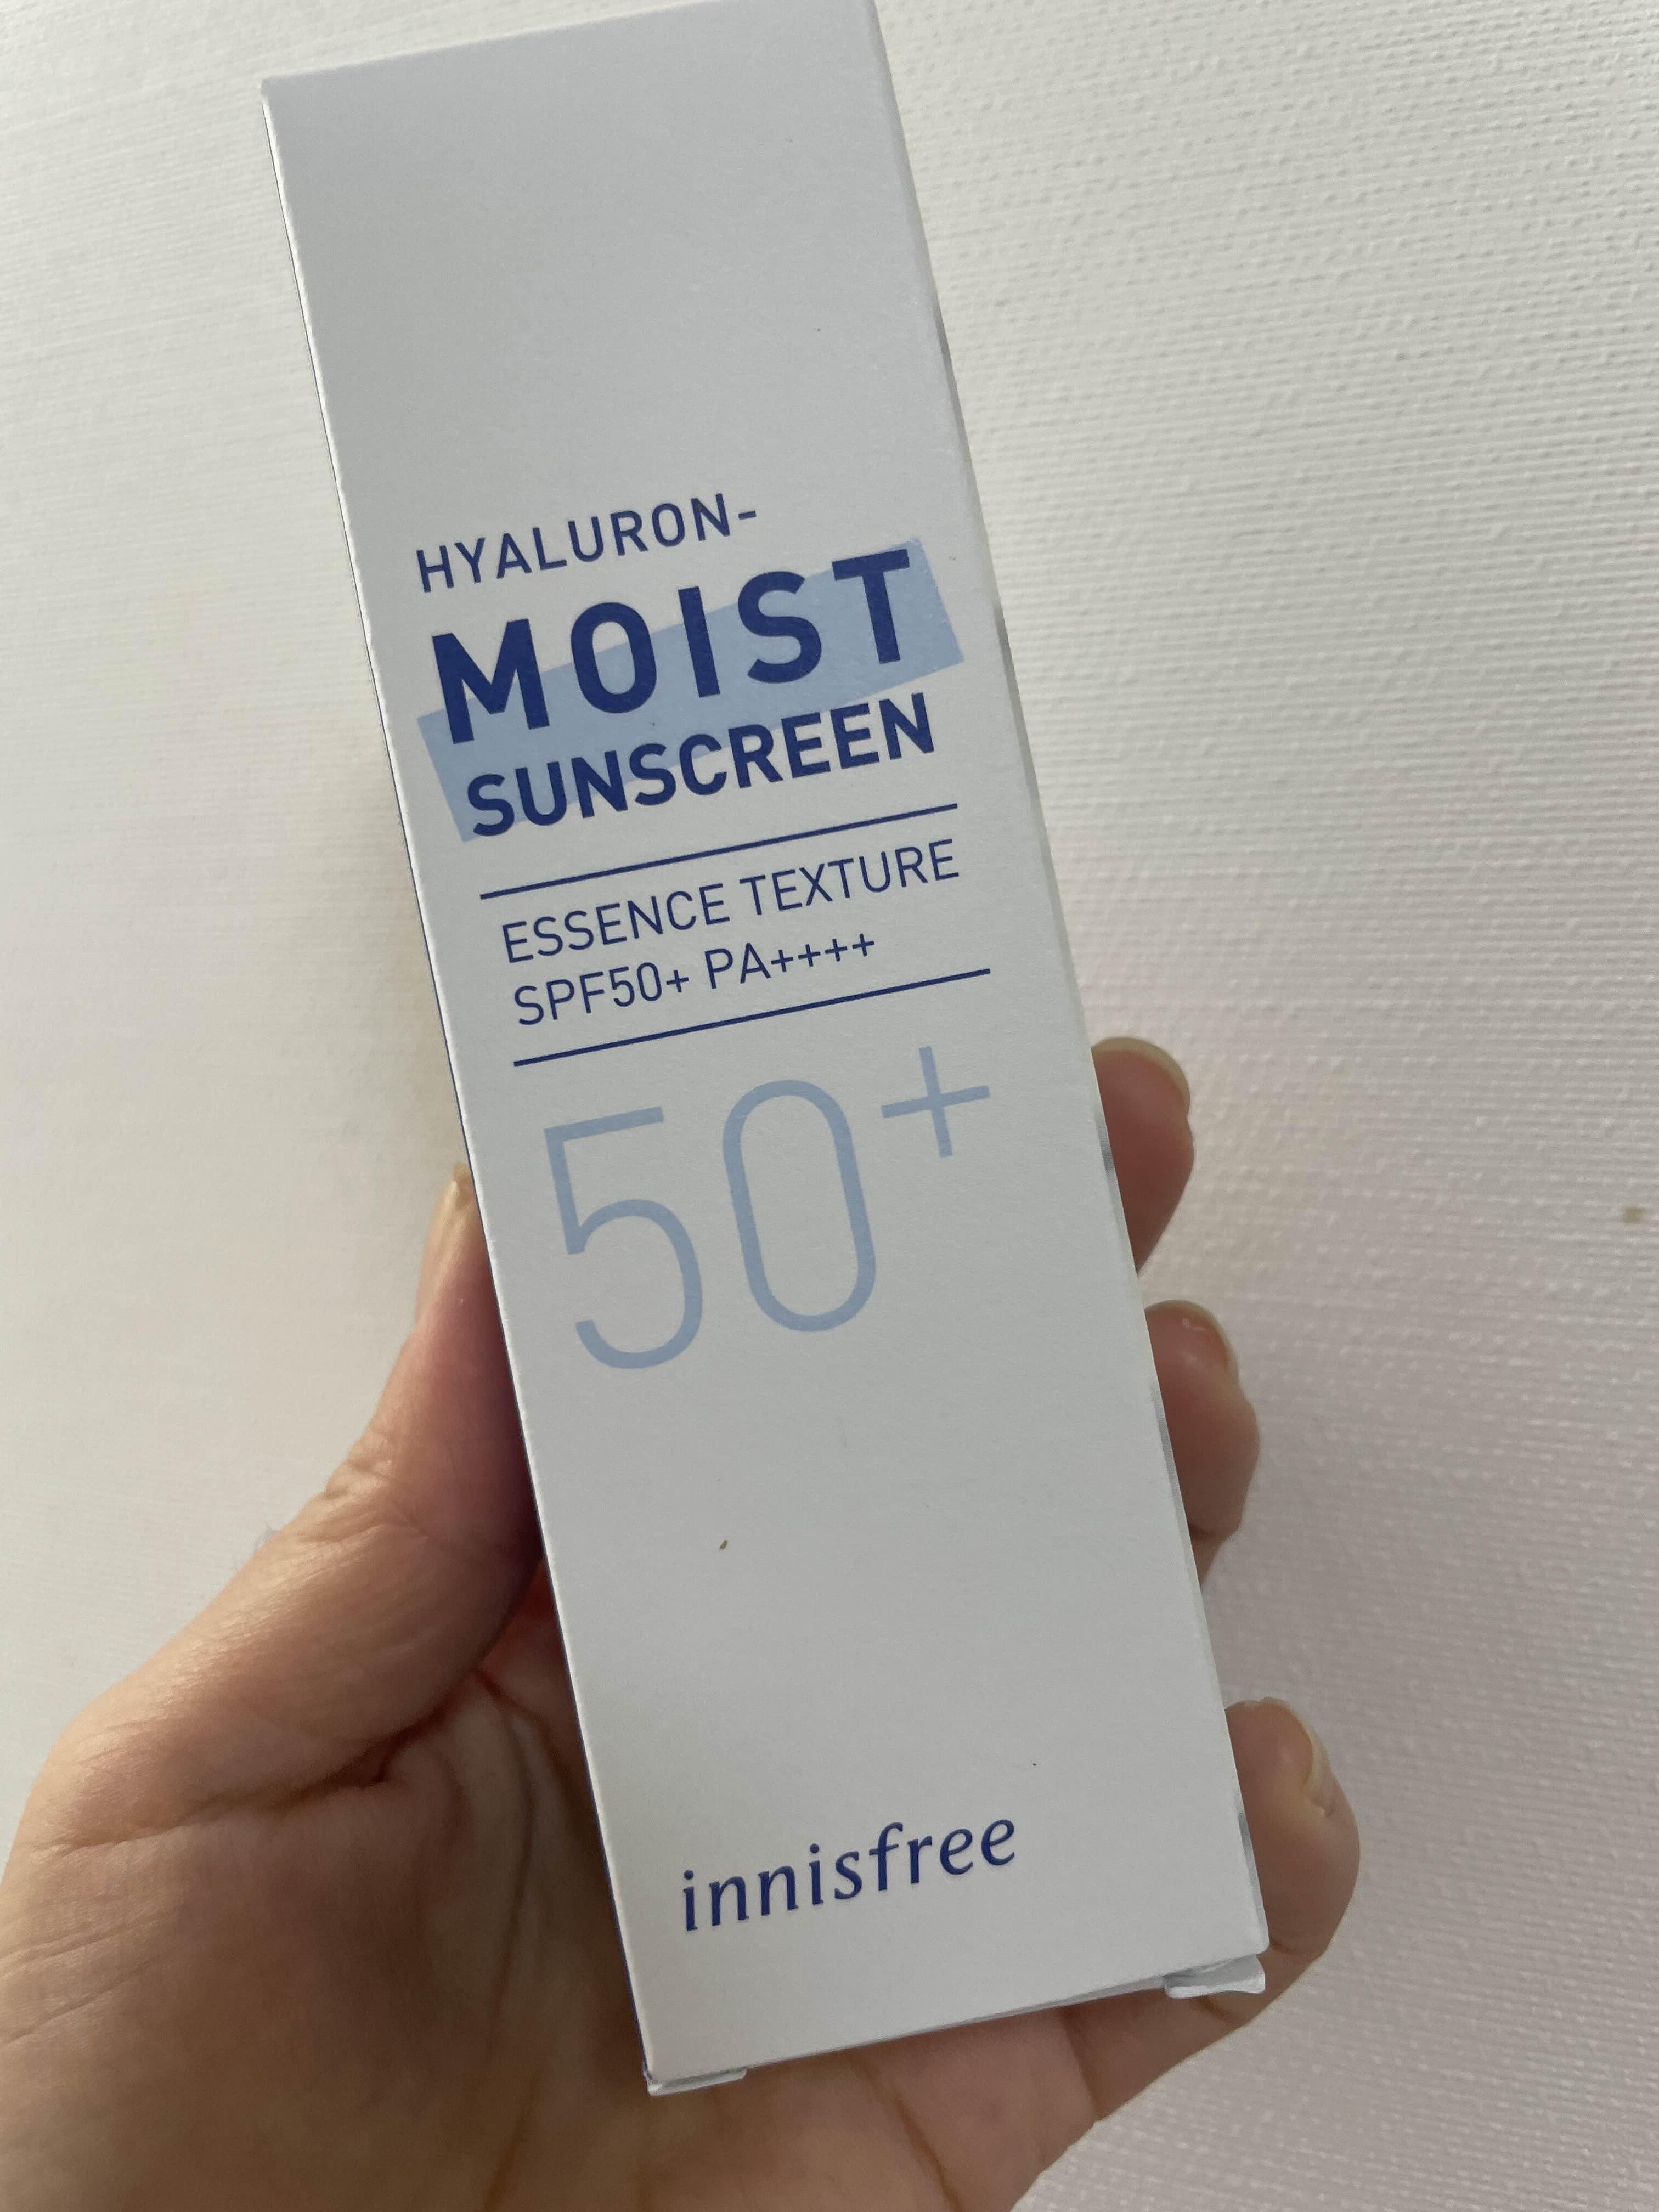 HYALURON-
MOIST
SUNSCREEN
ESSENCE TEXTURE
SPF50+ PA++++
50+
innisfree